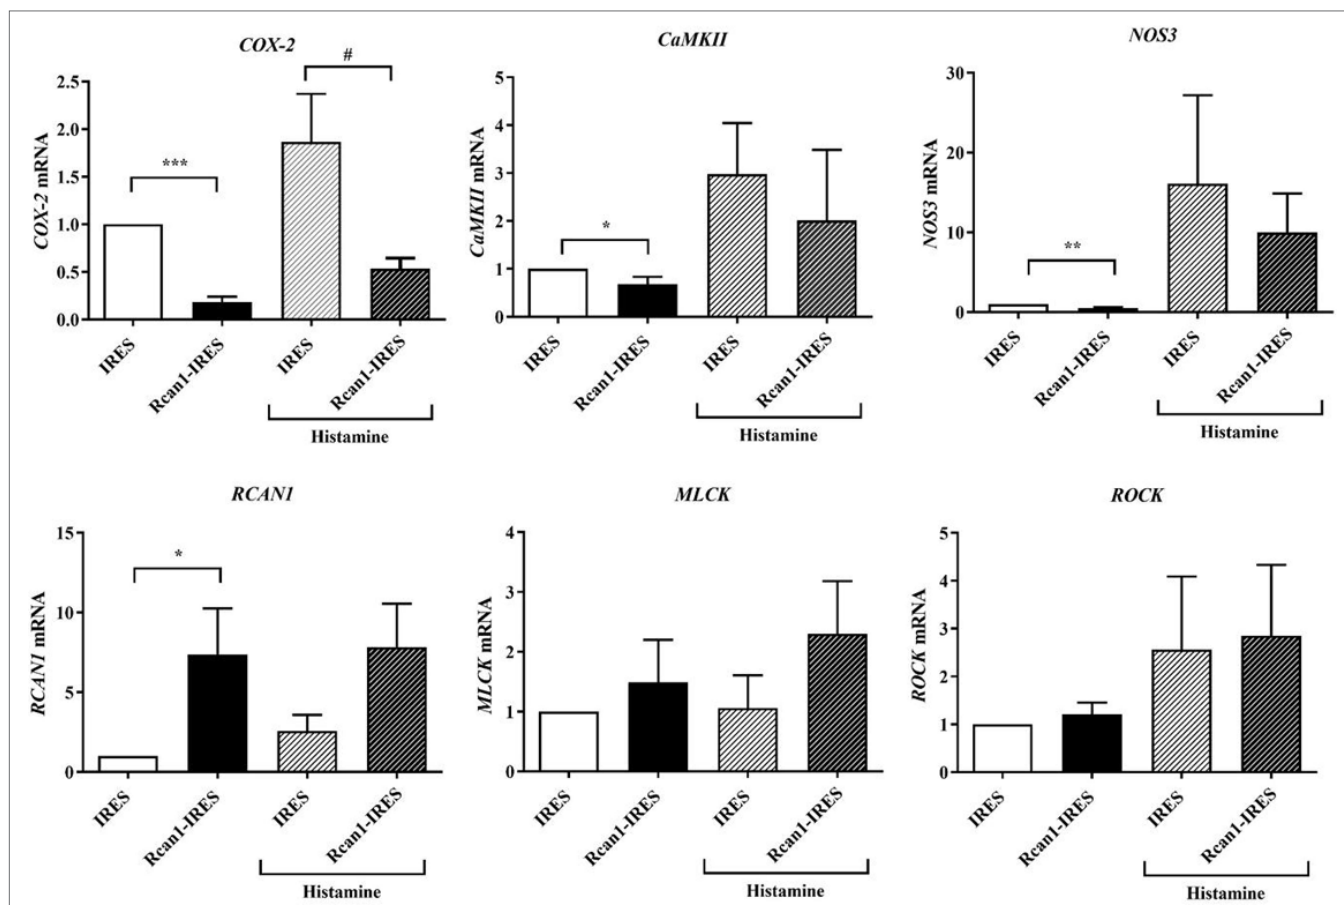 COX-2
#
***
COX-2 mRNA
2.5
2.0
1.5
1.0
0.5
0.0
IRES
Rcan1-IRES
IRES
Rcan1-IRES
Histamine
CaMKII
*
CaMKII mRNA
5
4
3
2
1
0
IRES
Rcan1-IRES
IRES
Rcan1-IRES
Histamine
NOS3
**
NOS3 mRNA
30
20
10
0
IRES
Rcan1-IRES
IRES
Rcan1-IRES
Histamine
RCAN1
*
RCAN1 mRNA
15
10
5
0
IRES
Rcan1-IRES
IRES
Rcan1-IRES
Histamine
MLCK
MLCK mRNA
4
3
2
1
0
IRES
Rcan1-IRES
IRES
Rcan1-IRES
Histamine
ROCK
ROCK mRNA
5
4
3
2
1
0
IRES
Rcan1-IRES
IRES
Rcan1-IRES
Histamine